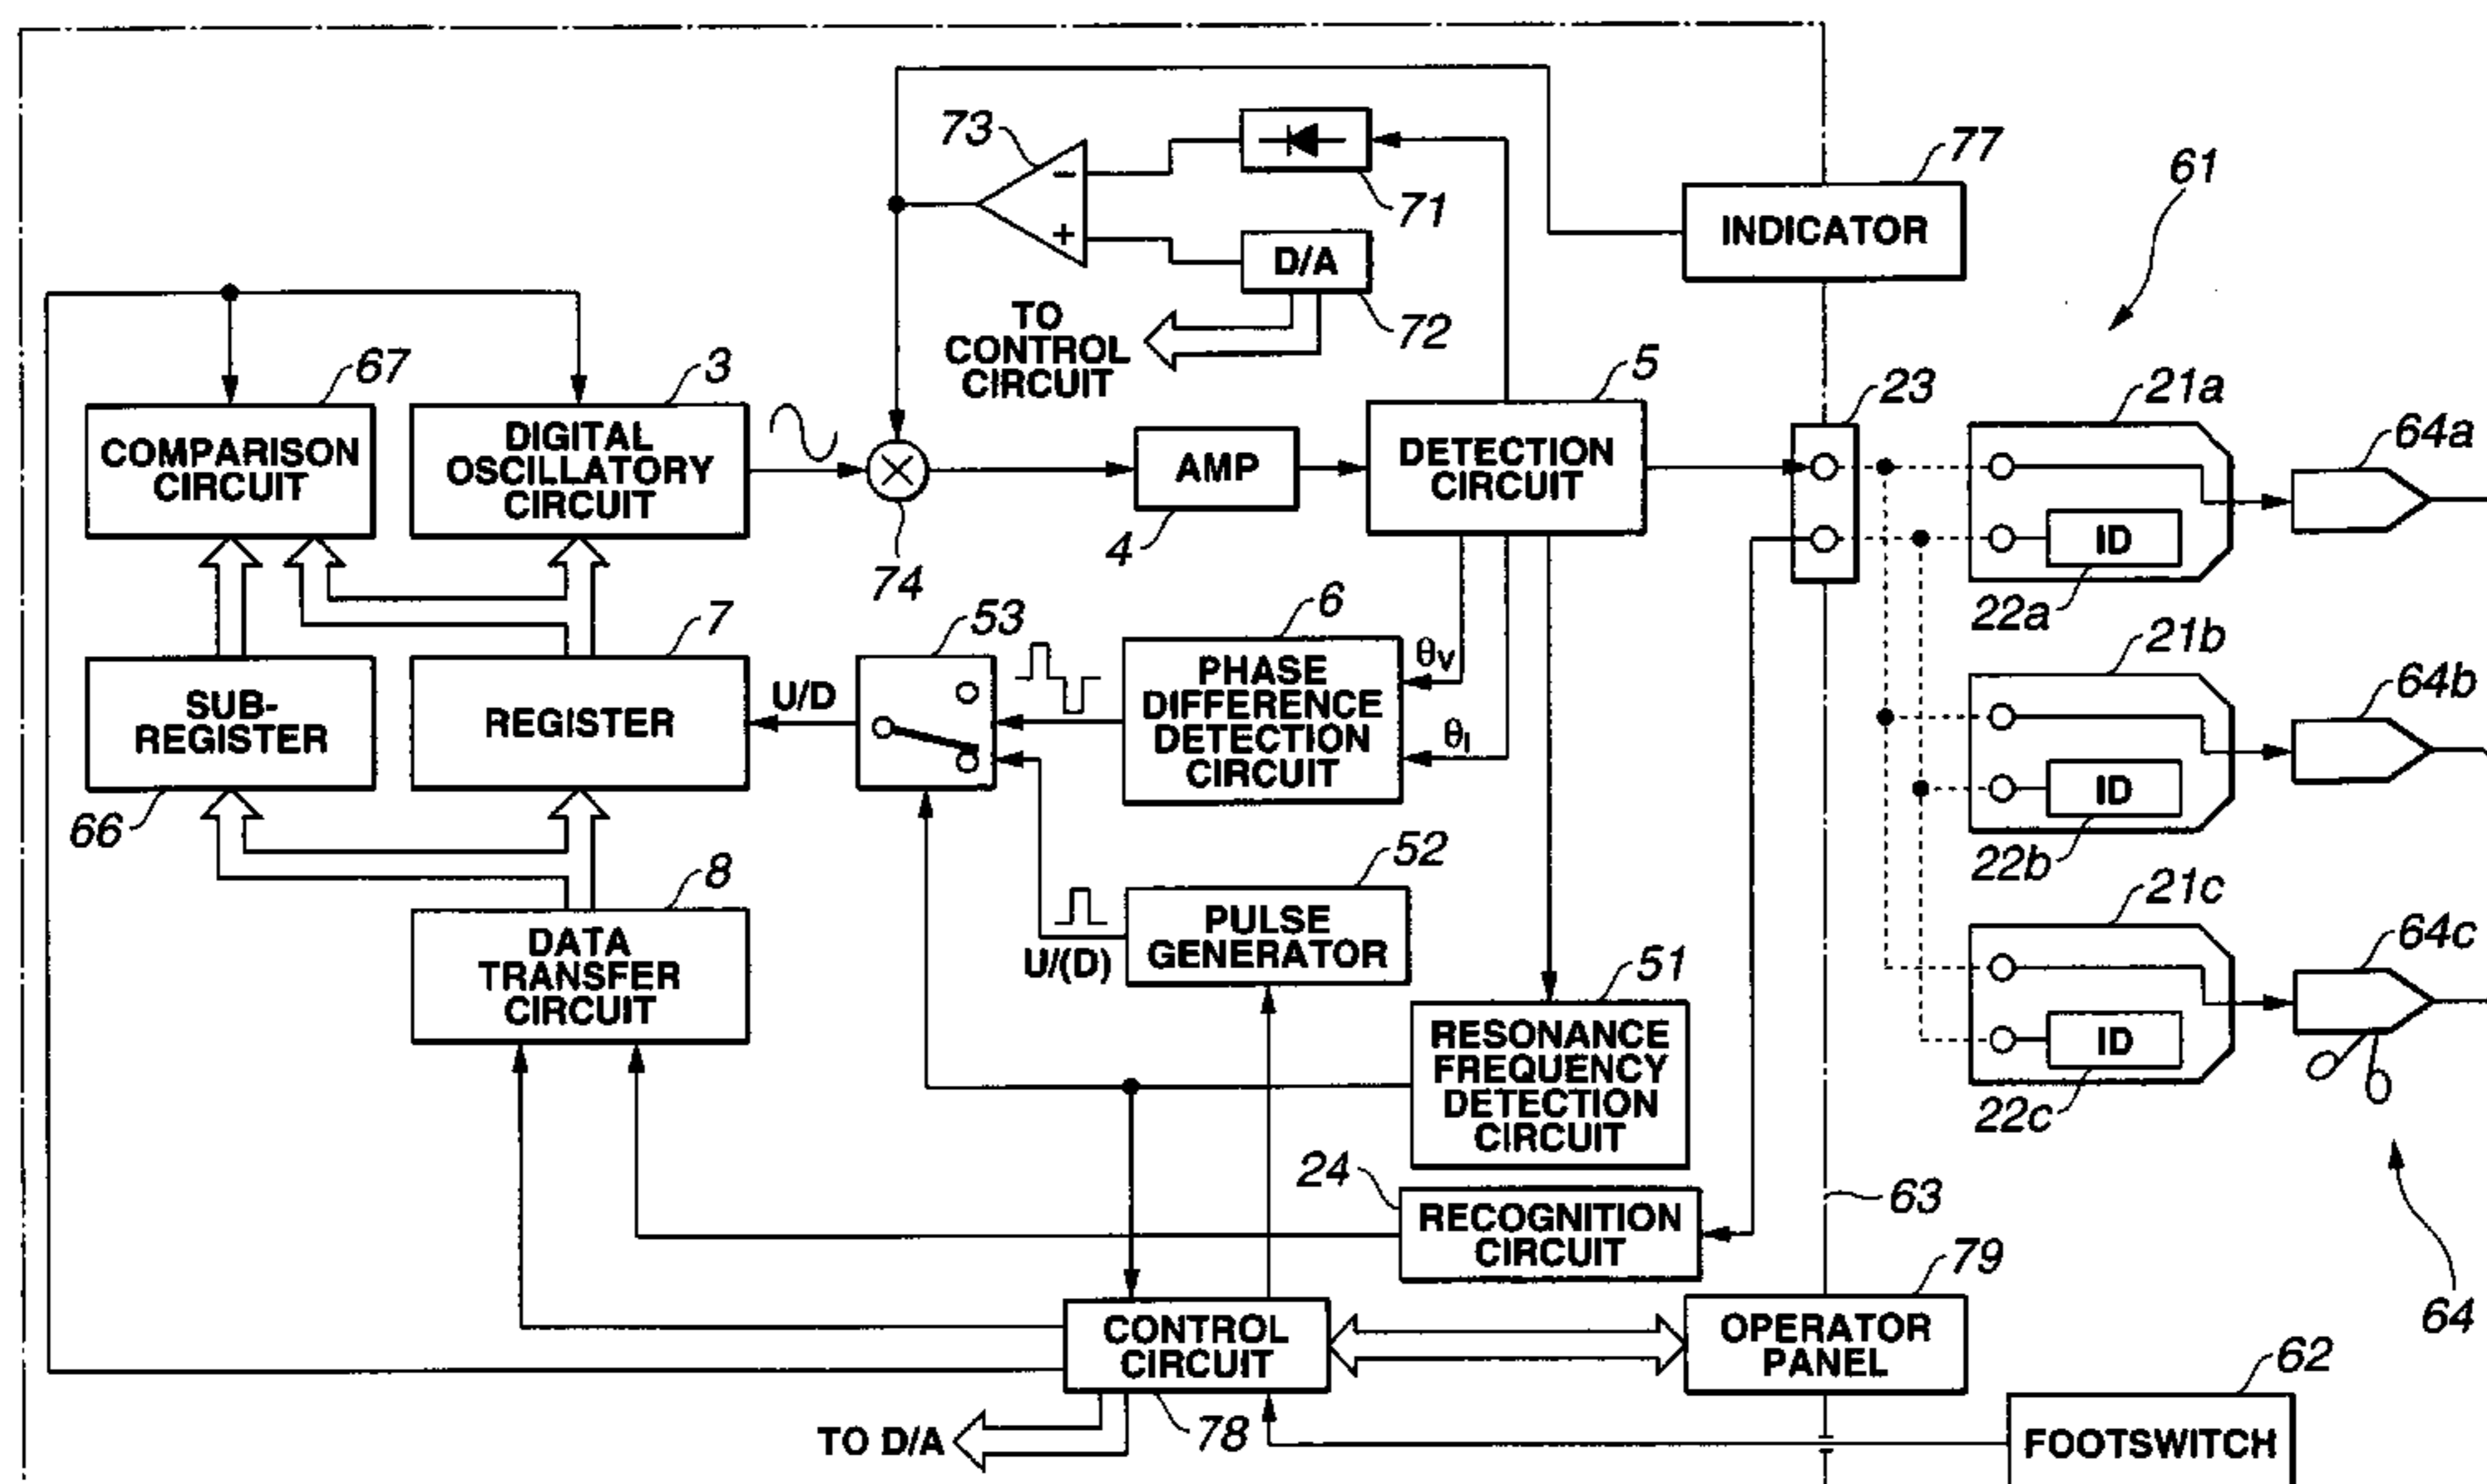 73
71
77
INDICATOR
61
D/A
72
TO
CONTROL
CIRCUIT
67
3
5
23
21a
64a
COMPARISON
CIRCUIT
DIGITAL
OSCILLATORY
CIRCUIT
74
AMP
4
DETECTION
CIRCUIT
ID
22a
7
53
6
21b
64b
SUB-
REGISTER
66
REGISTER
U/D
PHASE
DIFFERENCE
DETECTION
CIRCUIT
θV
θI
ID
22b
8
52
21c
64c
DATA
TRANSFER
CIRCUIT
U/(D)
PULSE
GENERATOR
51
RESONANCE
FREQUENCY
DETECTION
CIRCUIT
ID
22c
24
RECOGNITION
CIRCUIT
63
79
64
CONTROL
CIRCUIT
78
OPERATOR
PANEL
62
TO D/A
FOOTSWITCH
−
+